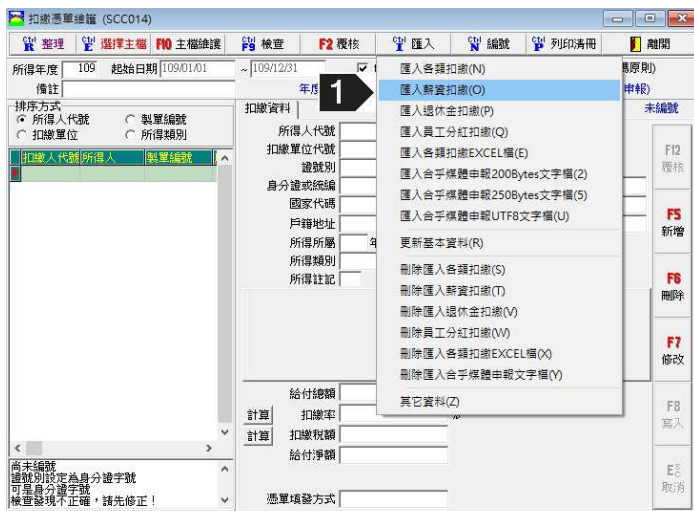 扣繳憑單維護 (SCC014)
Ctrl R 整理 Ctrl E 選擇主檔 F10 主檔維護 Ctrl F9 檢查 F2 覆核 Ctrl I 匯入 Ctrl N 編號 Ctrl P 列印清冊 離開
所得年度 109 起始日期 109/01/01 ~ 109/12/31
備註
排序方式
所得人代號 製單編號
扣繳單位 所得類別
扣繳資料 未編號
扣繳人代號 所得人 製單編號
所得人代號
扣繳單位代號
證號別
身分證或統編
國家代碼
戶籍地址
所得所屬 年
所得類別
所得註記
給付總額
計算 扣繳率 %
計算 扣繳稅額
給付淨額
憑單填發方式
1
匯入各類扣繳(N)
匯入薪資扣繳(O)
匯入退休金扣繳(P)
匯入員工分紅扣繳(Q)
匯入各類扣繳EXCEL檔(E)
匯入合乎媒體申報200Bytes文字檔(2)
匯入合乎媒體申報250Bytes文字檔(5)
匯入合乎媒體申報UTF8文字檔(U)
更新基本資料(R)
刪除匯入各類扣繳(S)
刪除匯入薪資扣繳(T)
刪除匯入退休金扣繳(V)
刪除員工分紅扣繳(W)
刪除匯入各類扣繳EXCEL檔(X)
刪除匯入合乎媒體申報文字檔(Y)
其它資料(Z)
F12
覆核
F5
新增
F6
刪除
F7
修改
F8
寫入
取消
尚未編號
證號別設定為身分證字號
可是身分證字號
檢查發現不正確，請先修正！